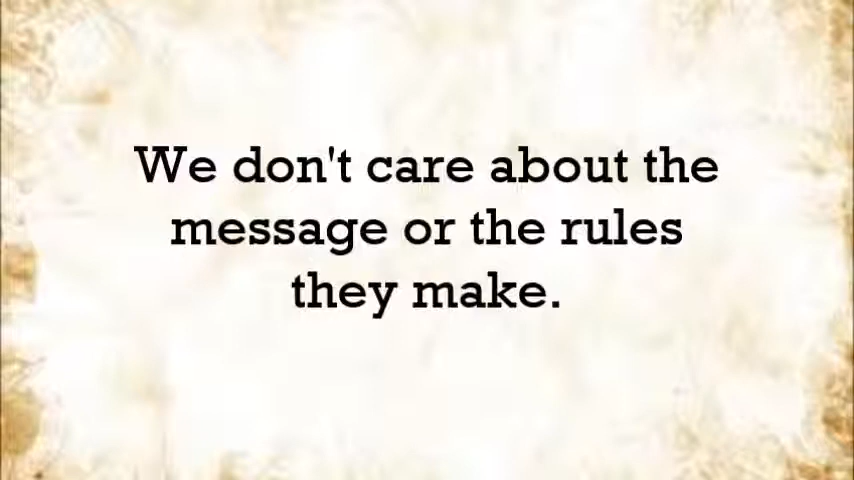 We don't care about the
message or the rules
they make.